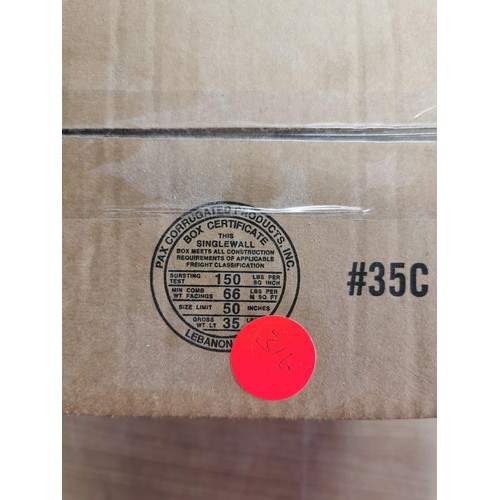 PAX CORRUGATED PRODUCTS, INC.
BOX CERTIFICATE
THIS
SINGLEWALL
BOX MEETS ALL CONSTRUCTION
REQUIREMENTS OF APPLICABLE
FREIGHT CLASSIFICATION
BURSTING TEST 150 LBS PER SQ INCH
MIN COMB WT FACINGS 66 LBS PER M SQ FT
SIZE LIMIT 50 INCHES
GROSS WT LT 35
LEBANON
#35C